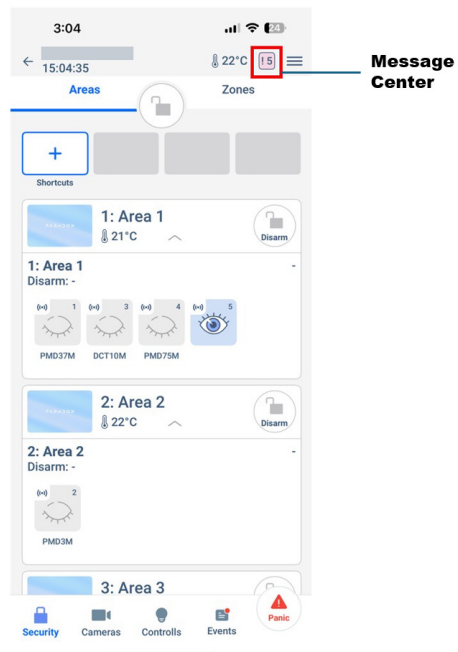 3:04
24
15:04:35
22°C
! 5
Message
Center
Areas
Zones
+
Shortcuts
1: Area 1
21°C
Disarm
1: Area 1
-
Disarm: -
1
3
4
5
PMD37M
DCT10M
PMD75M
2: Area 2
22°C
Disarm
2: Area 2
-
Disarm: -
2
PMD3M
3: Area 3
Security
Cameras
Controlls
Events
Panic